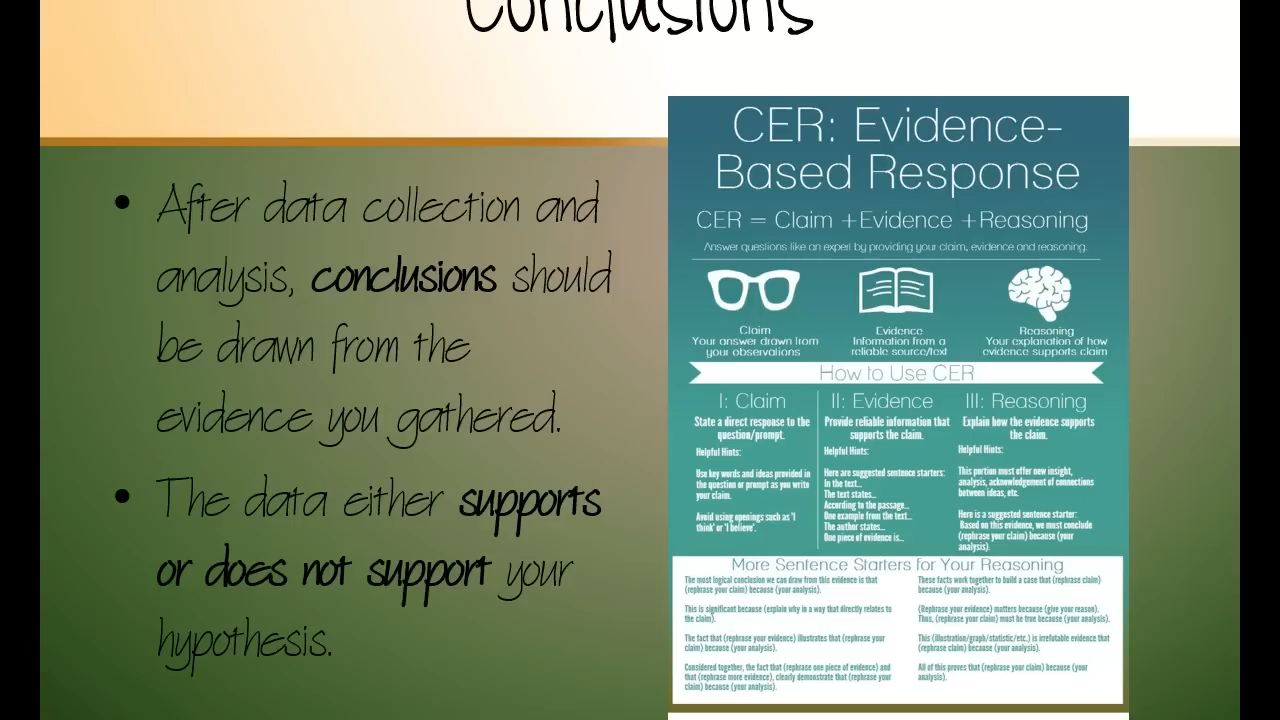 Conclusions
• After data collection and
analysis, conclusions should
be drawn from the
evidence you gathered.
• The data either supports
or does not support your
hypothesis.
CER: Evidence-
Based Response
CER = Claim +Evidence +Reasoning
Answer questions like an expert by providing your claim, evidence and reasoning.
Claim
Your answer drawn from
your observations
Evidence
Information from a
reliable source/text
Reasoning
Your explanation of how
evidence supports claim
How to Use CER
I: Claim
State a direct response to the
question/prompt.
Helpful Hints:
Use key words and ideas provided in
the question or prompt as you write
your claim.
Avoid using openings such as 'I
think' or 'I believe'.
II: Evidence
Provide reliable information that
supports the claim.
Helpful Hints:
Here are suggested sentence starters:
In the text...
The text states...
According to the passage...
One example from the text...
The author states...
One piece of evidence is...
III: Reasoning
Explain how the evidence supports
the claim.
Helpful Hints:
This portion must offer new insight,
analysis, acknowledgement of connections
between ideas, etc.
Here is a suggested sentence starter:
Based on this evidence, we must conclude
(rephrase your claim) because (your
analysis).
More Sentence Starters for Your Reasoning
The most logical conclusion we can draw from this evidence is that
(rephrase your claim) because (your analysis).
This is significant because (explain why in a way that directly relates to
the claim).
The fact that (rephrase your evidence) illustrates that (rephrase your
claim) because (your analysis).
Considered together, the fact that (rephrase one piece of evidence) and
that (rephrase more evidence), clearly demonstrate that (rephrase your
claim) because (your analysis).
These facts work together to build a case that (rephrase claim)
because (your analysis).
(Rephrase your evidence) matters because (give your reason).
Thus, (rephrase your claim) must be true because (your analysis).
This (illustration/graph/statistic/etc.) is irrefutable evidence that
(rephrase claim) because (your analysis).
All of this proves that (rephrase your claim) because (your
analysis).